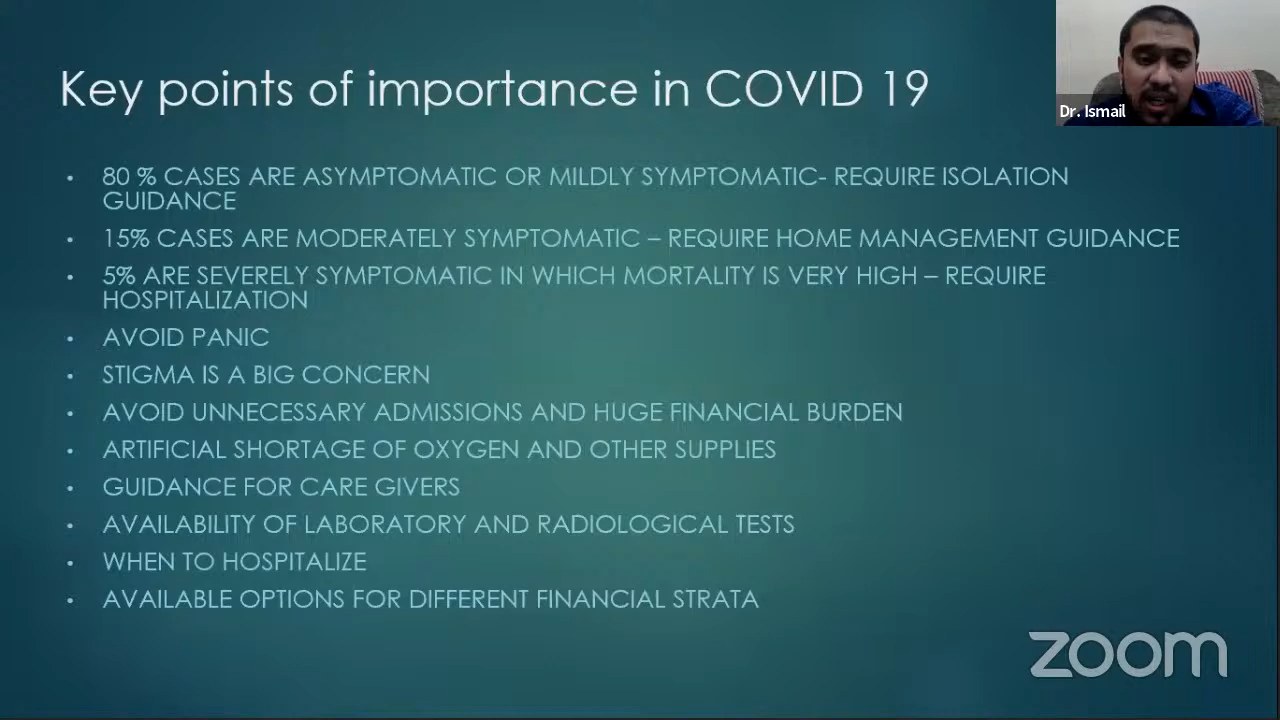 Key points of importance in COVID 19
Dr. Ismail
• 80 % CASES ARE ASYMPTOMATIC OR MILDLY SYMPTOMATIC- REQUIRE ISOLATION
GUIDANCE
• 15% CASES ARE MODERATELY SYMPTOMATIC – REQUIRE HOME MANAGEMENT GUIDANCE
• 5% ARE SEVERELY SYMPTOMATIC IN WHICH MORTALITY IS VERY HIGH – REQUIRE
HOSPITALIZATION
• AVOID PANIC
• STIGMA IS A BIG CONCERN
• AVOID UNNECESSARY ADMISSIONS AND HUGE FINANCIAL BURDEN
• ARTIFICIAL SHORTAGE OF OXYGEN AND OTHER SUPPLIES
• GUIDANCE FOR CARE GIVERS
• AVAILABILITY OF LABORATORY AND RADIOLOGICAL TESTS
• WHEN TO HOSPITALIZE
• AVAILABLE OPTIONS FOR DIFFERENT FINANCIAL STRATA
zoom